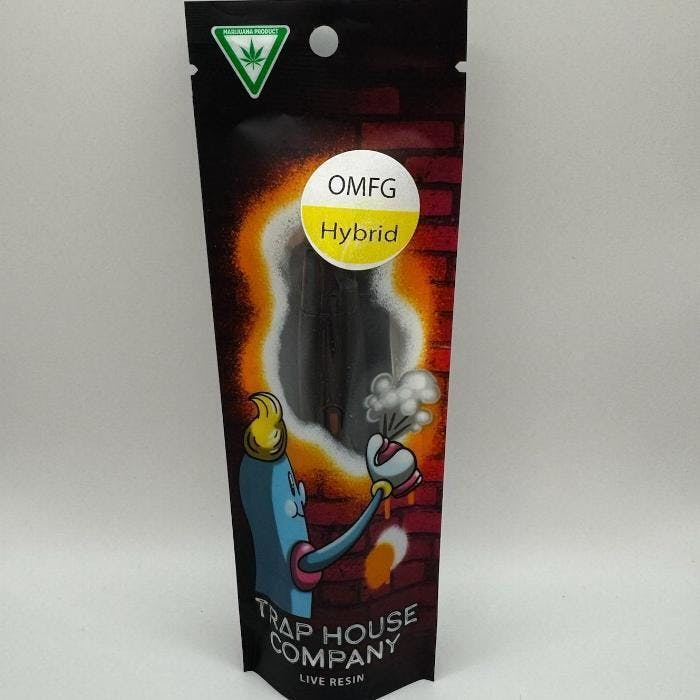 MARIJUANA PRODUCT
OMFG
Hybrid
TRAP HOUSE
COMPANY
LIVE RESIN